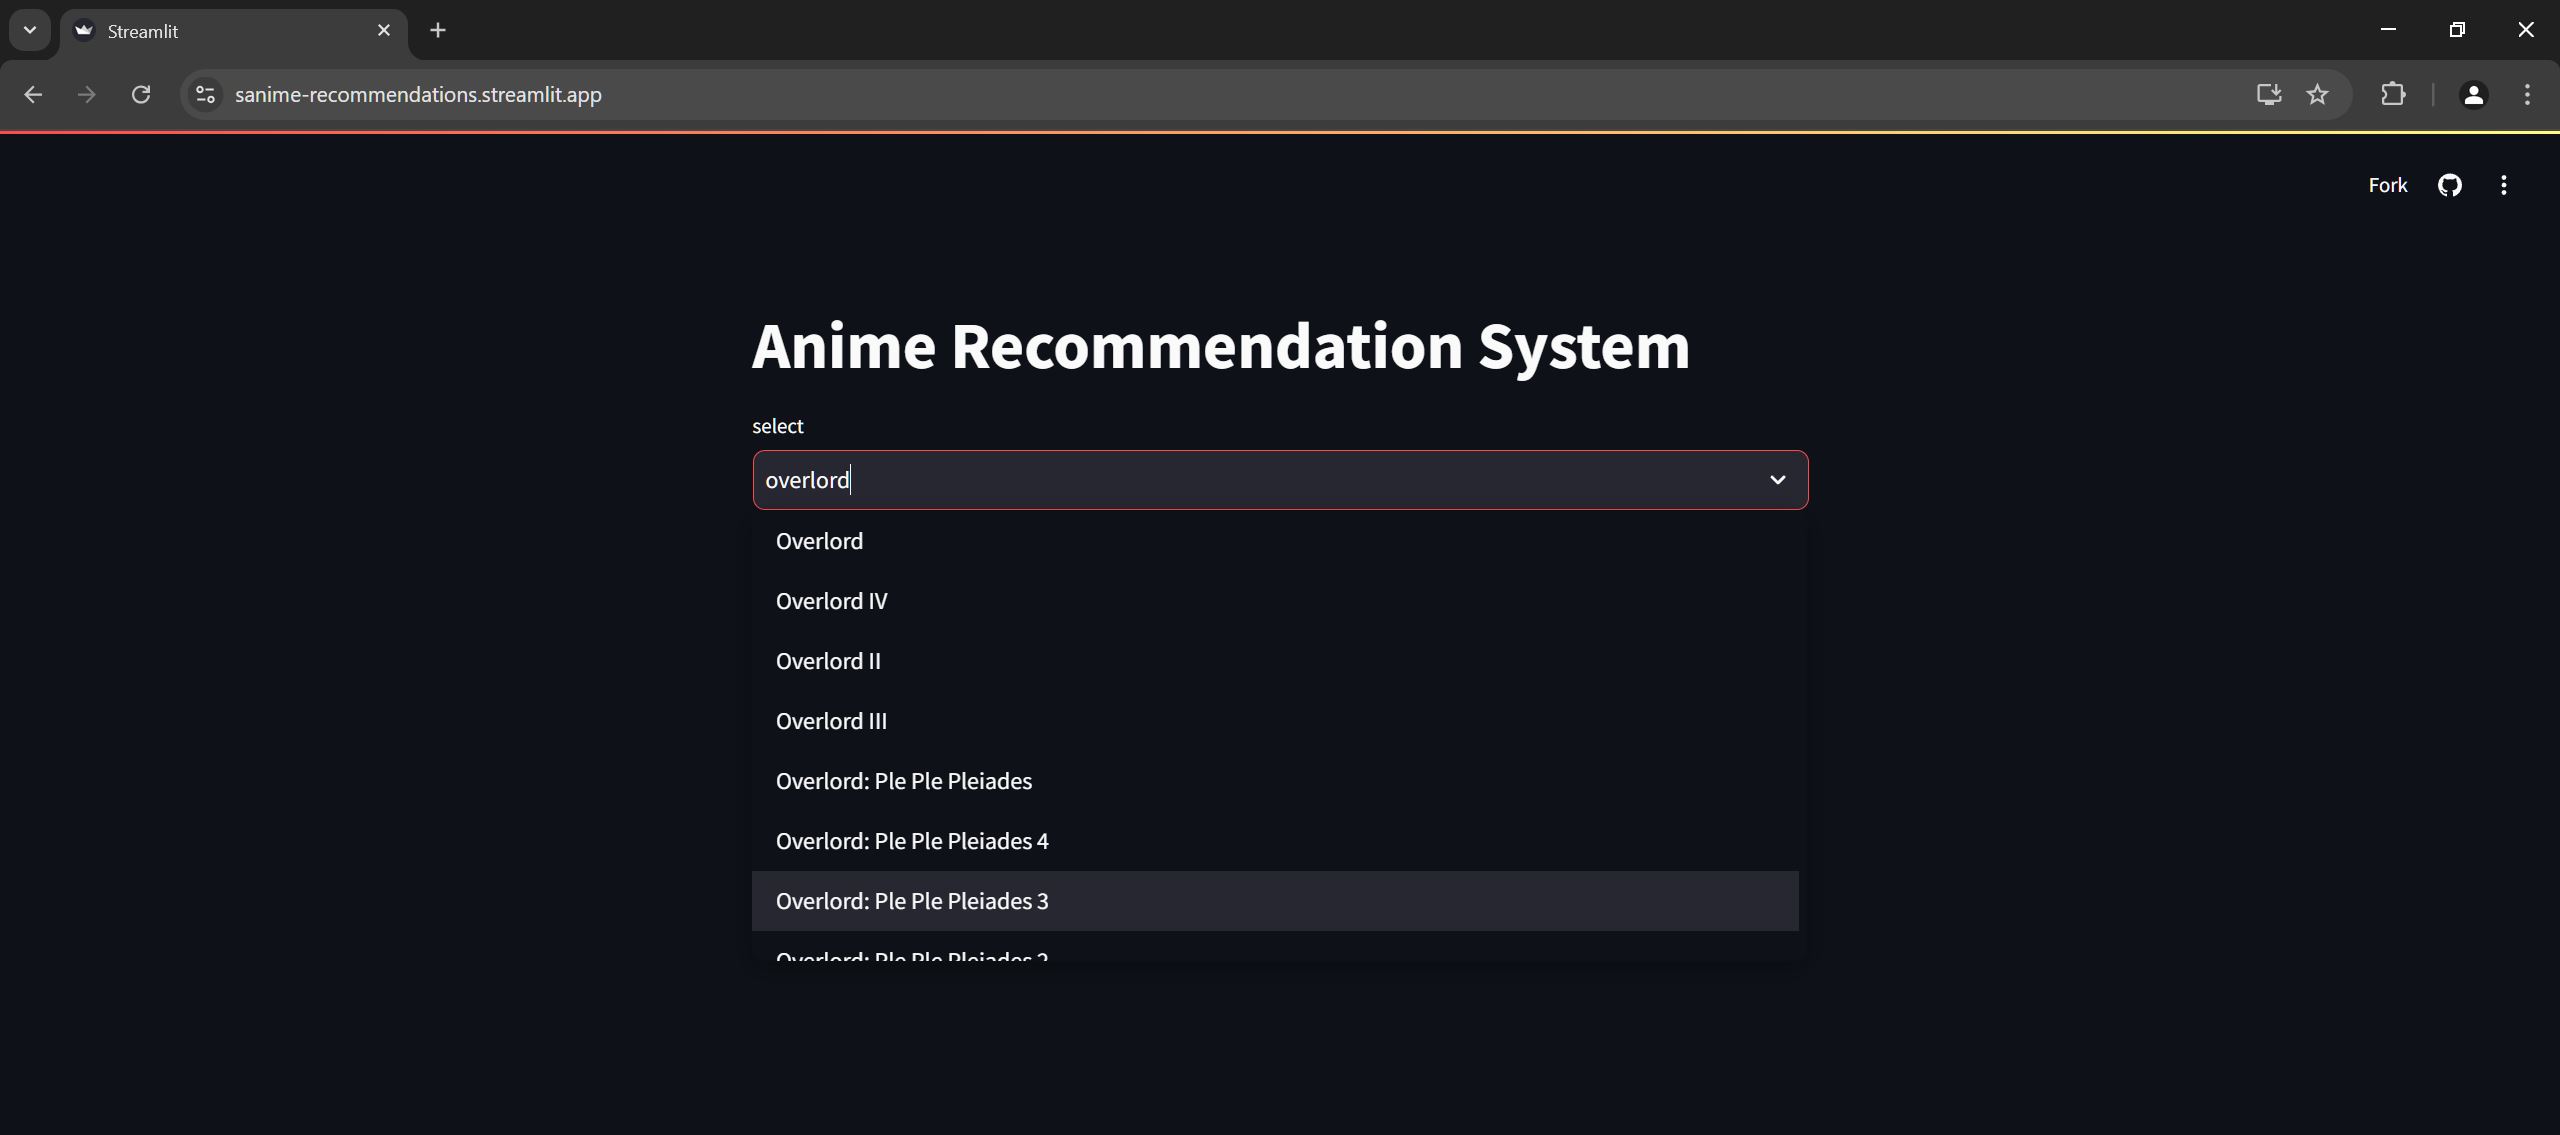 Streamlit
sanime-recommendations.streamlit.app
Fork
Anime Recommendation System
select
overlord
Overlord
Overlord IV
Overlord II
Overlord III
Overlord: Ple Ple Pleiades
Overlord: Ple Ple Pleiades 4
Overlord: Ple Ple Pleiades 3
Overlord: Ple Ple Pleiades 2